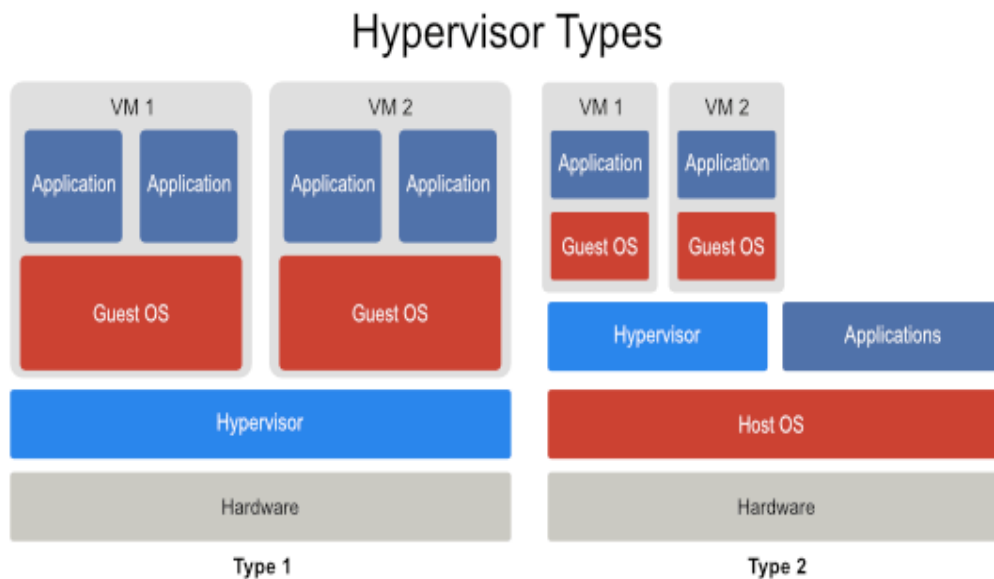 Hypervisor Types
VM 1
VM 2
Application
Application
Application
Application
Guest OS
Guest OS
Hypervisor
Hardware
Type 1
VM 1
VM 2
Application
Application
Guest OS
Guest OS
Hypervisor
Applications
Host OS
Hardware
Type 2